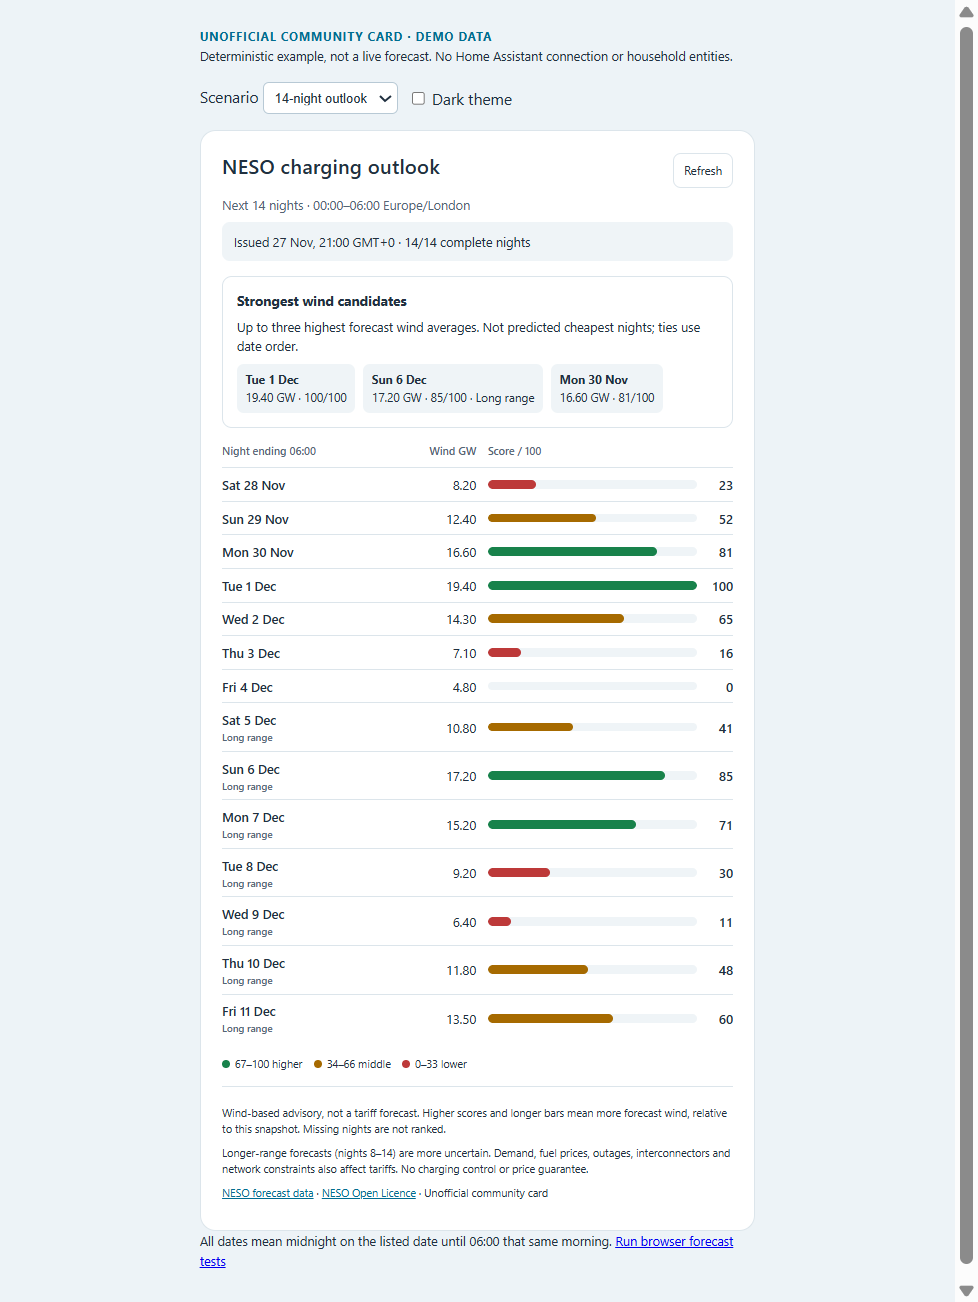 UNOFFICIAL COMMUNITY CARD · DEMO DATA
Deterministic example, not a live forecast. No Home Assistant connection or household entities.
Scenario 14-night outlook Dark theme
NESO charging outlook
Refresh
Next 14 nights · 00:00–06:00 Europe/London
Issued 27 Nov, 21:00 GMT+0 · 14/14 complete nights
Strongest wind candidates
Up to three highest forecast wind averages. Not predicted cheapest nights; ties use
date order.
Tue 1 Dec
19.40 GW · 100/100
Sun 6 Dec
17.20 GW · 85/100 · Long range
Mon 30 Nov
16.60 GW · 81/100
Night ending 06:00 Wind GW Score / 100
Sat 28 Nov 8.20 23
Sun 29 Nov 12.40 52
Mon 30 Nov 16.60 81
Tue 1 Dec 19.40 100
Wed 2 Dec 14.30 65
Thu 3 Dec 7.10 16
Fri 4 Dec 4.80 0
Sat 5 Dec 10.80 41
Long range
Sun 6 Dec 17.20 85
Long range
Mon 7 Dec 15.20 71
Long range
Tue 8 Dec 9.20 30
Long range
Wed 9 Dec 6.40 11
Long range
Thu 10 Dec 11.80 48
Long range
Fri 11 Dec 13.50 60
Long range
67–100 higher 34–66 middle 0–33 lower
Wind-based advisory, not a tariff forecast. Higher scores and longer bars mean more forecast wind, relative
to this snapshot. Missing nights are not ranked.
Longer-range forecasts (nights 8–14) are more uncertain. Demand, fuel prices, outages, interconnectors and
network constraints also affect tariffs. No charging control or price guarantee.
NESO forecast data · NESO Open Licence · Unofficial community card
All dates mean midnight on the listed date until 06:00 that same morning. Run browser forecast
tests